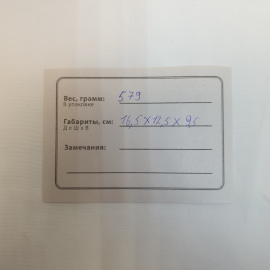 Вес, грамм: 579
В упаковке
Габариты, см: 16,5 х 12,5 х 9,5
Д х Ш х В
Замечания: